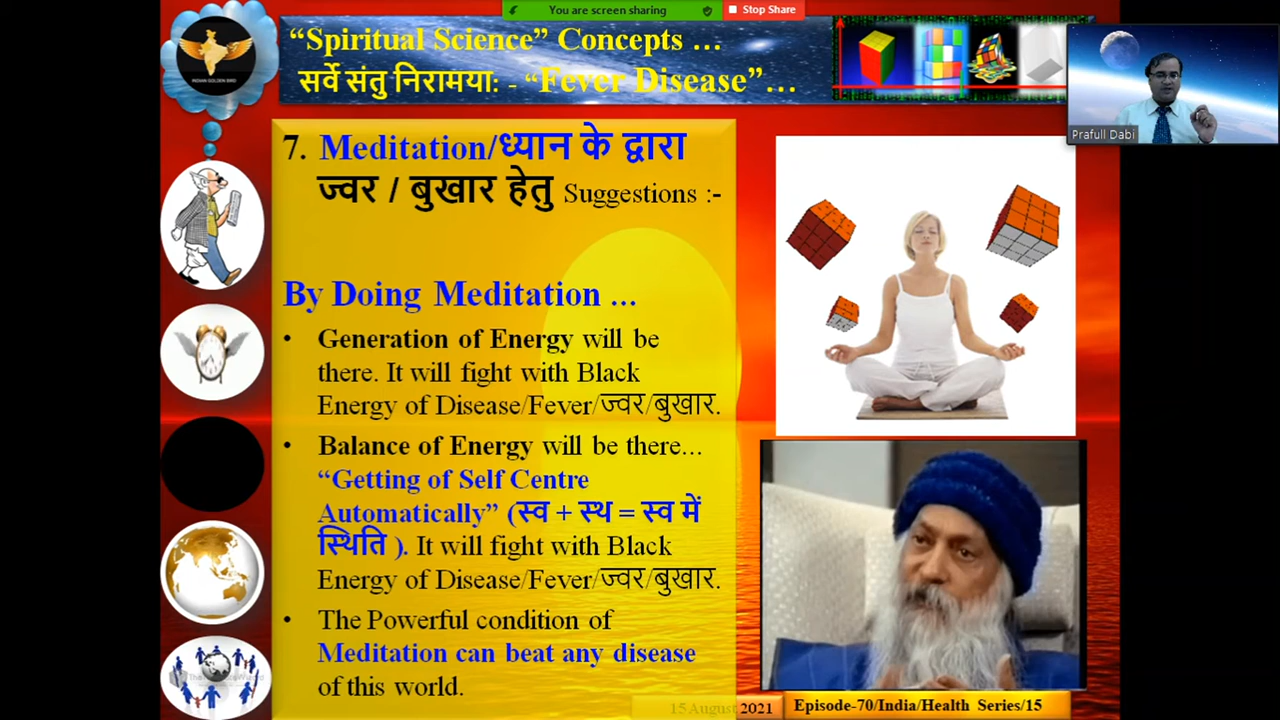 You are screen sharing
Stop Share
INDIAN GOLDEN BIRD
“Spiritual Science” Concepts ...
सर्वे संतु निरामया: - “Fever Disease”...
Prafull Dabi
7. Meditation/ध्यान के द्वारा
ज्वर / बुखार हेतु Suggestions :-
By Doing Meditation ...
• Generation of Energy will be
there. It will fight with Black
Energy of Disease/Fever/ज्वर/बुखार.
• Balance of Energy will be there...
“Getting of Self Centre
Automatically” (स्व + स्थ = स्व में
स्थिति ). It will fight with Black
Energy of Disease/Fever/ज्वर/बुखार.
• The Powerful condition of
Meditation can beat any disease
of this world.
15 August 2021
Episode-70/India/Health Series/15